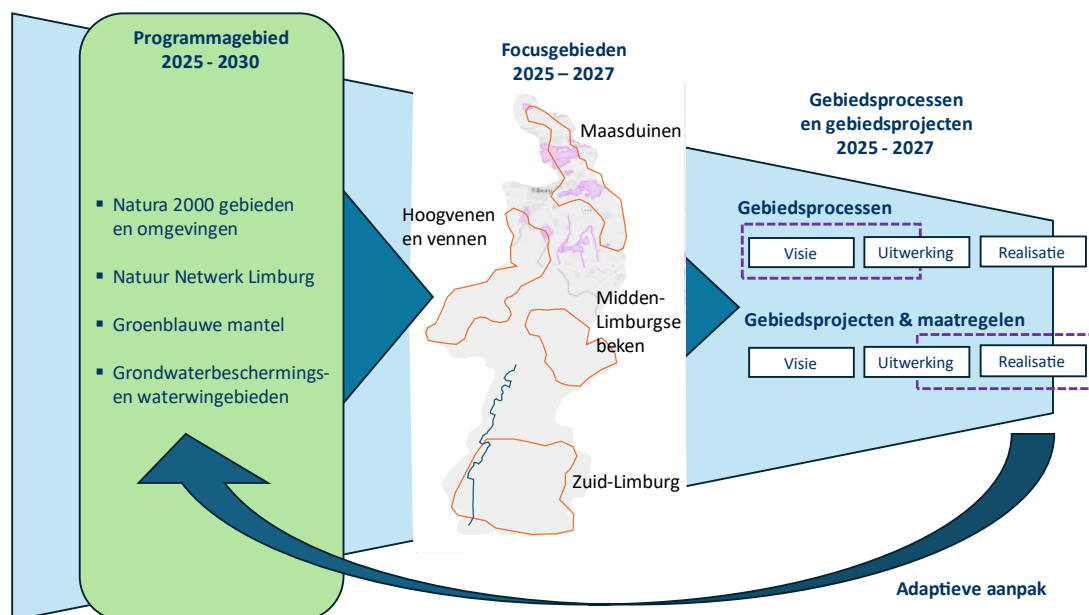 Programmagebied
2025 - 2030
▪ Natura 2000 gebieden
en omgevingen
▪ Natuur Netwerk Limburg
▪ Groenblauwe mantel
▪ Grondwaterbeschermings-
en waterwingebieden
Focusgebieden
2025 – 2027
Maasduinen
Hoogvenen
en vennen
Midden-
Limburgse
beken
Zuid-Limburg
Gebiedsprocessen
en gebiedsprojecten
2025 - 2027
Gebiedsprocessen
Visie
Uitwerking
Realisatie
Gebiedsprojecten & maatregelen
Visie
Uitwerking
Realisatie
Adaptieve aanpak